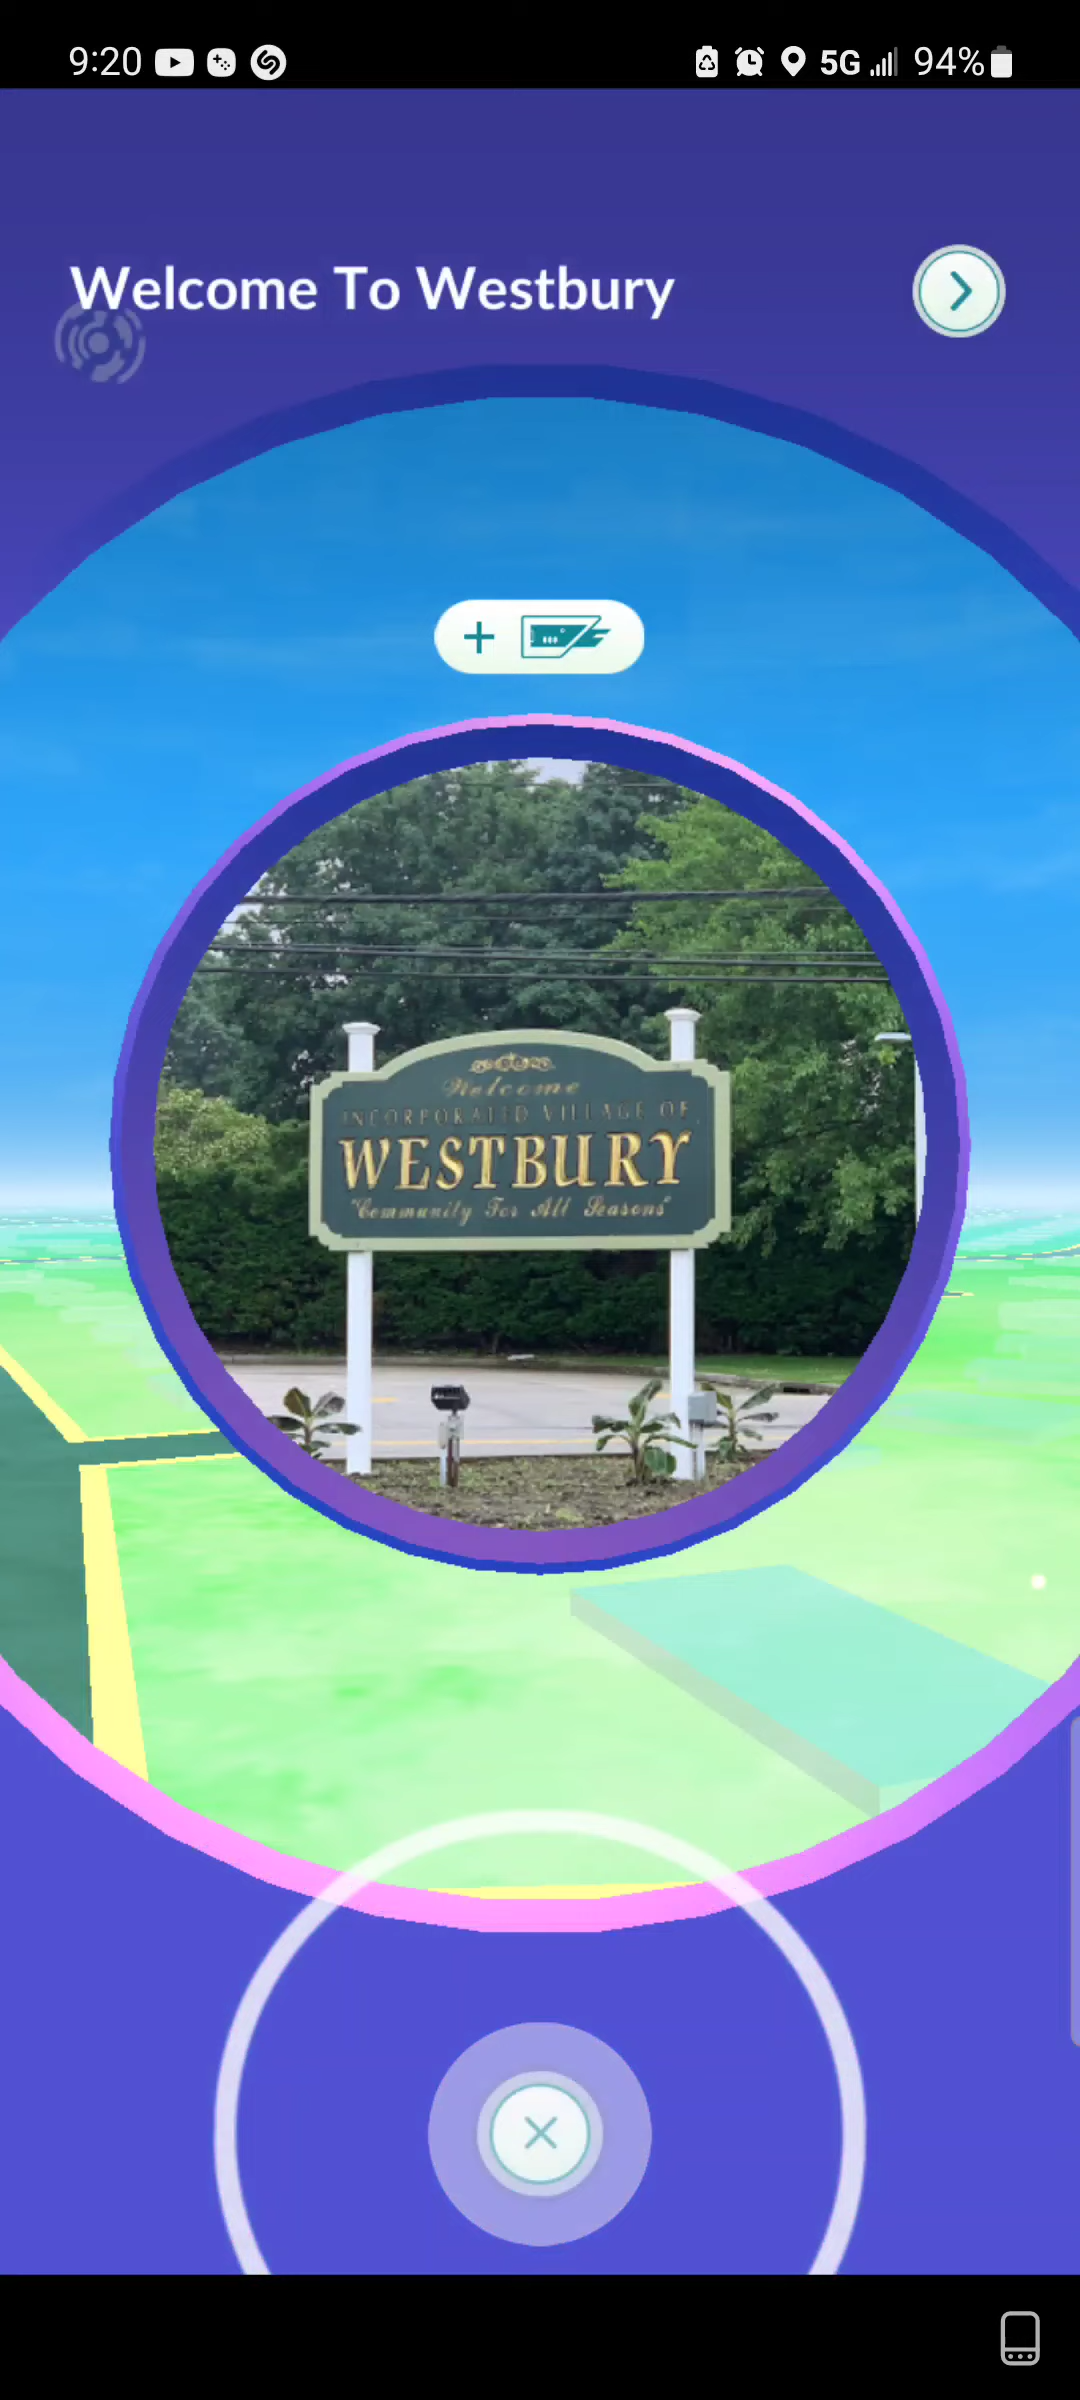 9:20 5G 94%
Welcome To Westbury
Welcome
INCORPORATED VILLAGE OF
WESTBURY
"Community For All Seasons"